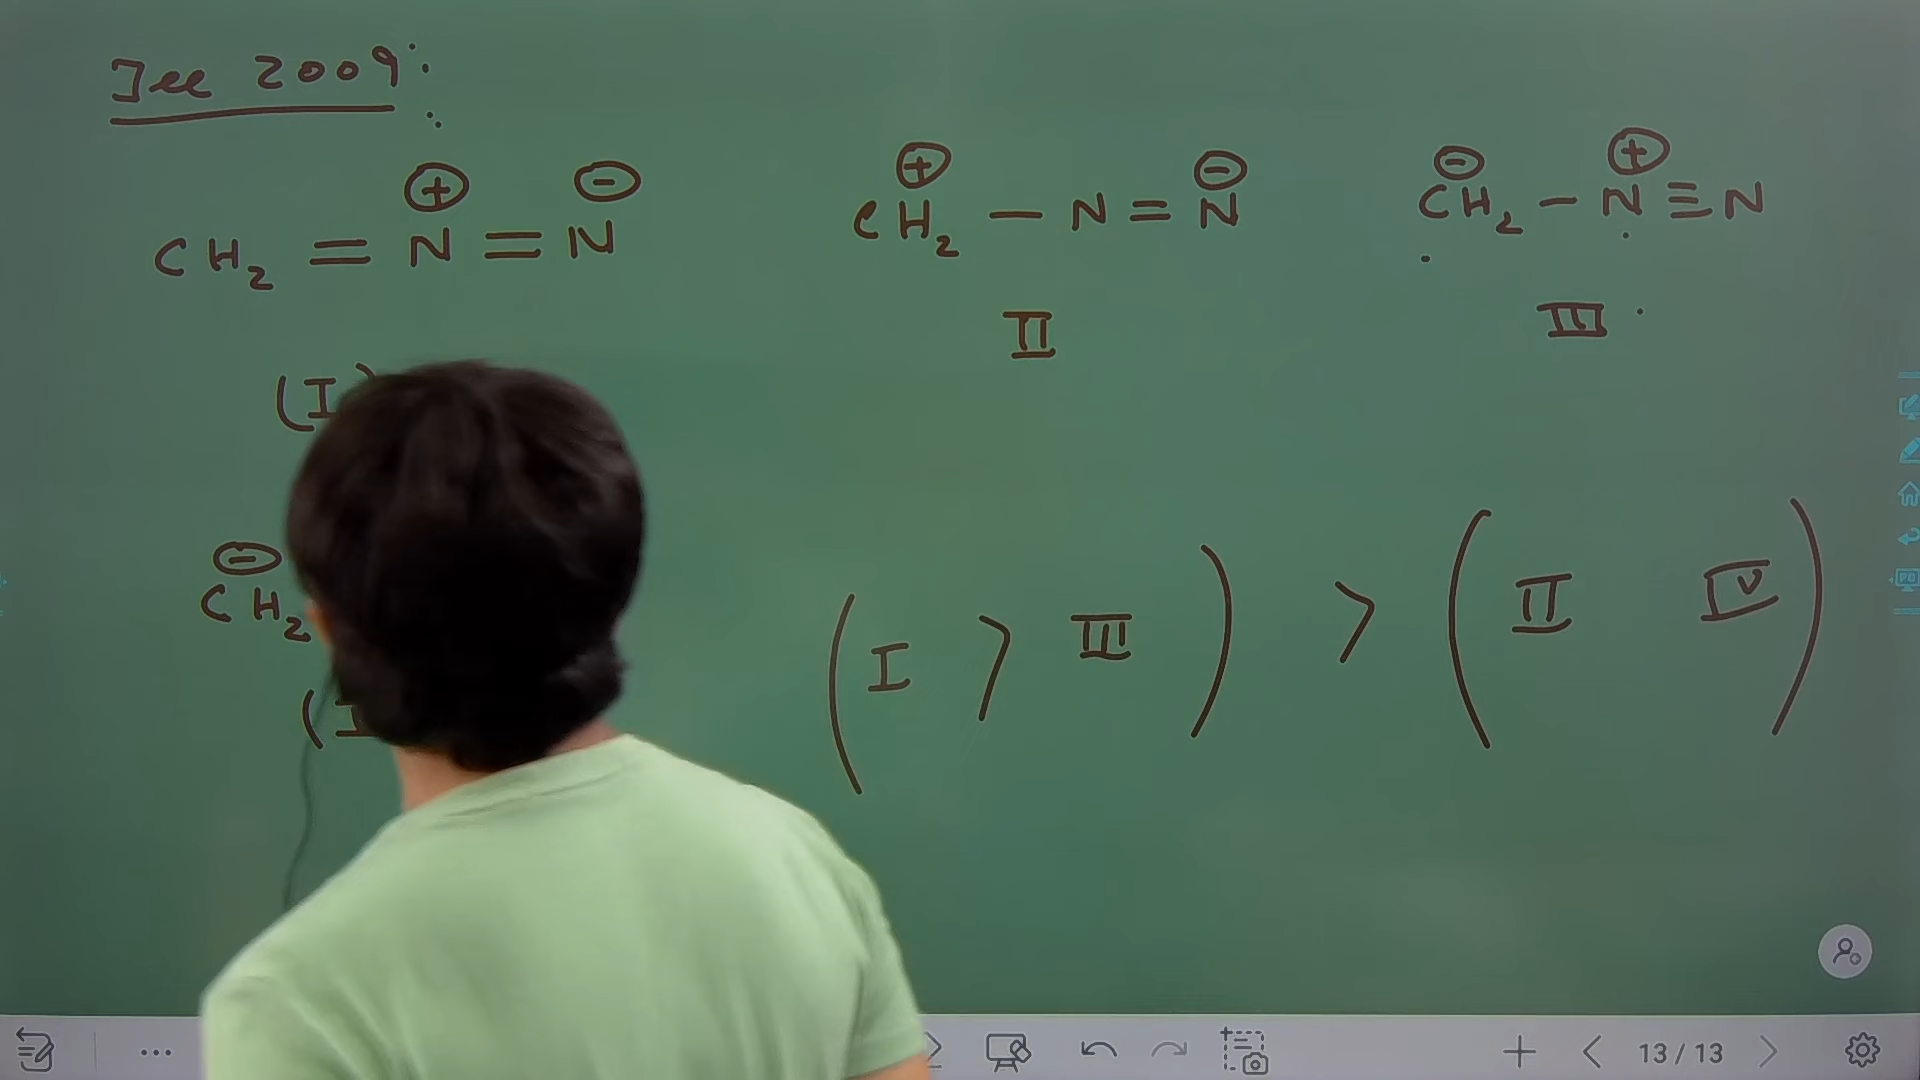 Jee 2009:
⊕ ⊖
CH₂ = N = N
⊕ ⊖
CH₂ — N = N
⊖ ⊕
CH₂ — N ≡ N
(I)
II
III
⊖
CH₂
(I > III) > (II IV)
13/13